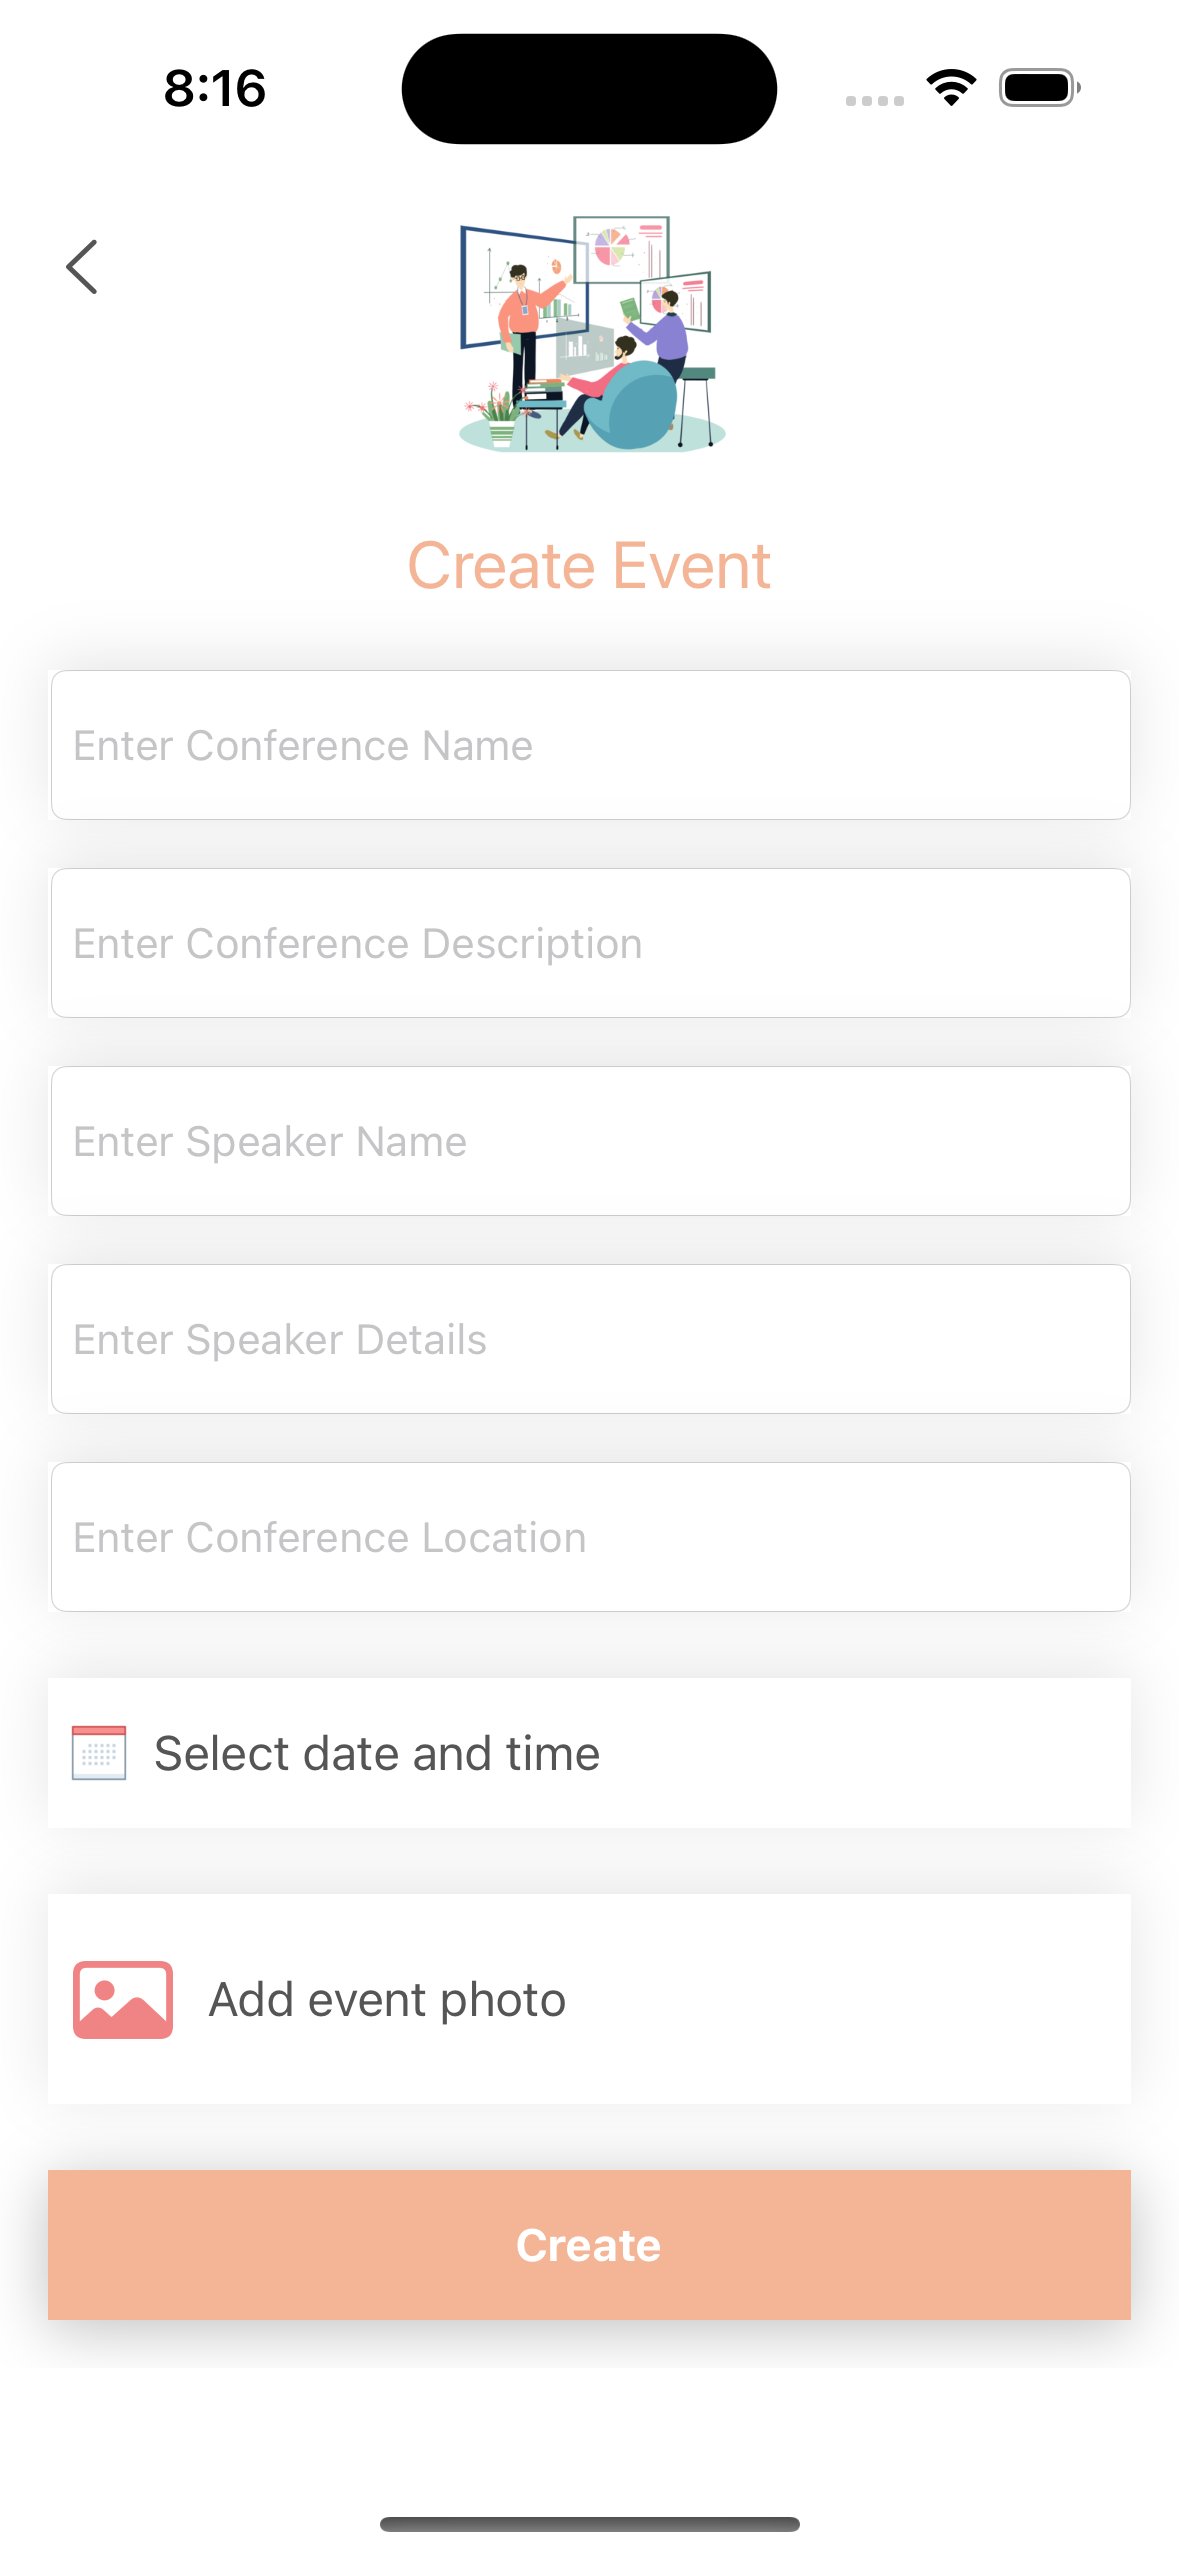 8:16
Create Event
Enter Conference Name
Enter Conference Description
Enter Speaker Name
Enter Speaker Details
Enter Conference Location
Select date and time
Add event photo
Create